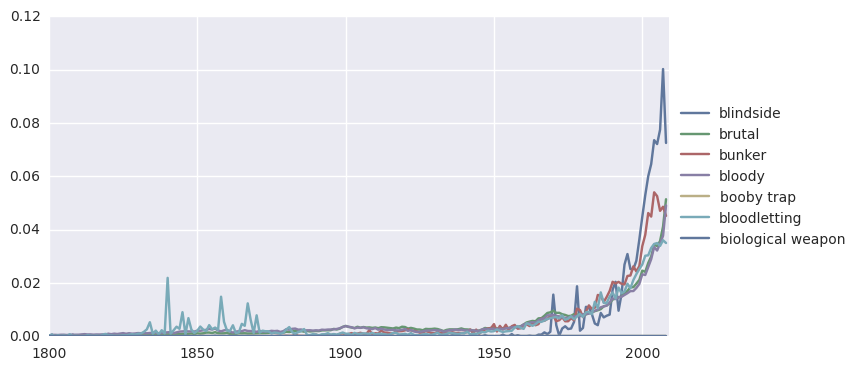 0.12
0.10
0.08
0.06
0.04
0.02
0.00
1800 1850 1900 1950 2000
blindside
brutal
bunker
bloody
booby trap
bloodletting
biological weapon